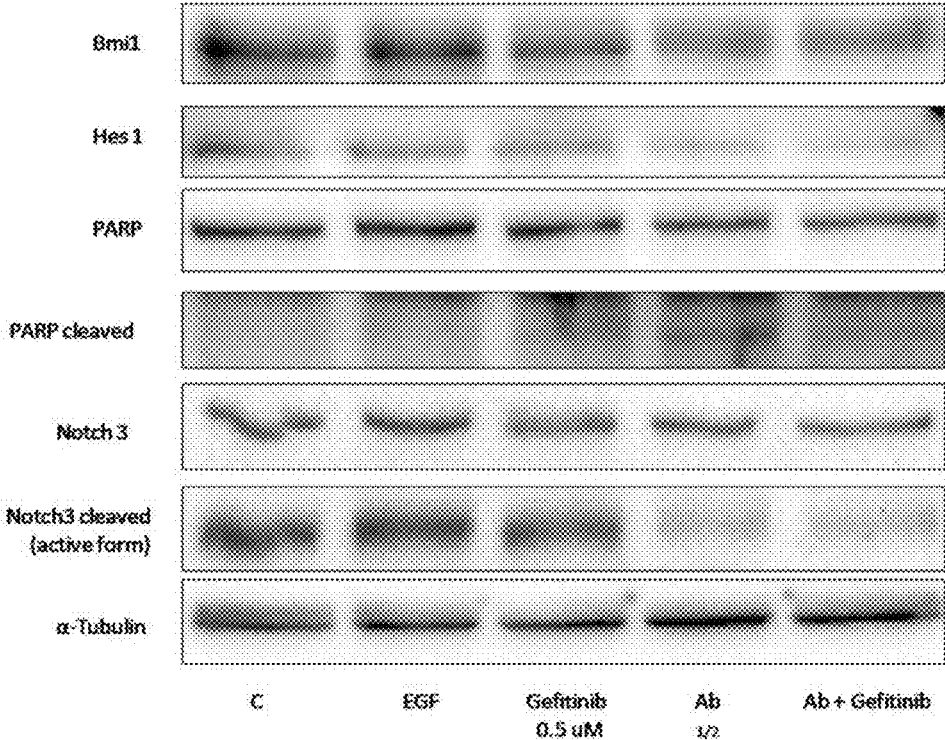 Bmi1
Hes 1
PARP
PARP cleaved
Notch 3
Notch3 cleaved
(active form)
α-Tubulin
C EGF Gefitinib Ab Ab + Gefitinib
0.5 uM 1/2